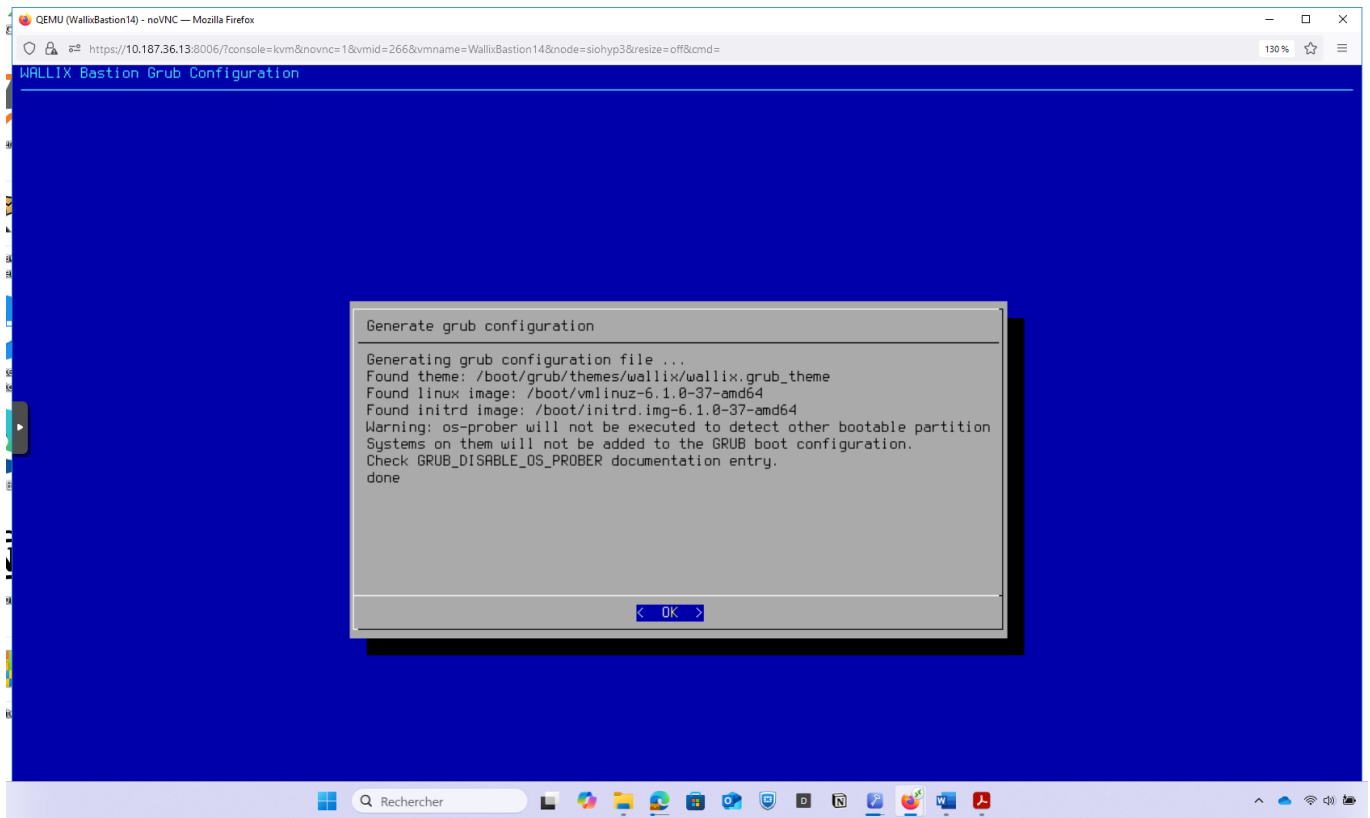 QEMU (WallixBastion14) - noVNC — Mozilla Firefox
https://10.187.36.13:8006/?console=kvm&novnc=1&vmid=266&vmname=WallixBastion14&node=siohyp3&resize=off&cmd=
130 %
WALLIX Bastion Grub Configuration
Generate grub configuration
Generating grub configuration file ...
Found theme: /boot/grub/themes/wallix/wallix.grub_theme
Found linux image: /boot/vmlinuz-6.1.0-37-amd64
Found initrd image: /boot/initrd.img-6.1.0-37-amd64
Warning: os-prober will not be executed to detect other bootable partition
Systems on them will not be added to the GRUB boot configuration.
Check GRUB_DISABLE_OS_PROBER documentation entry.
done
< OK >
Rechercher